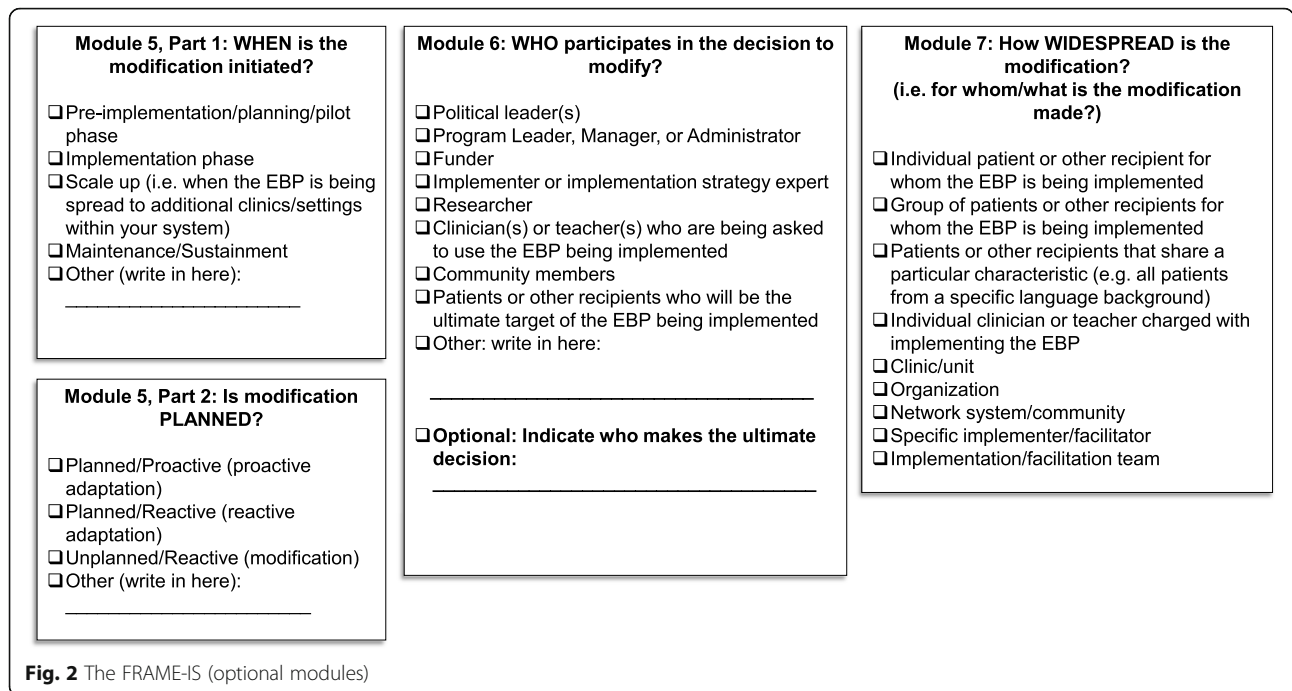 Module 5, Part 1: WHEN is the
modification initiated?
❑Pre-implementation/planning/pilot
phase
❑Implementation phase
❑Scale up (i.e. when the EBP is being
spread to additional clinics/settings
within your system)
❑Maintenance/Sustainment
❑Other (write in here):
______________________
Module 5, Part 2: Is modification
PLANNED?
❑Planned/Proactive (proactive
adaptation)
❑Planned/Reactive (reactive
adaptation)
❑Unplanned/Reactive (modification)
❑Other (write in here):
_______________________
Module 6: WHO participates in the decision to
modify?
❑Political leader(s)
❑Program Leader, Manager, or Administrator
❑Funder
❑Implementer or implementation strategy expert
❑Researcher
❑Clinician(s) or teacher(s) who are being asked
to use the EBP being implemented
❑Community members
❑Patients or other recipients who will be the
ultimate target of the EBP being implemented
❑Other: write in here:
____________________________________
❑Optional: Indicate who makes the ultimate
decision:
____________________________________
Module 7: How WIDESPREAD is the
modification?
(i.e. for whom/what is the modification
made?)
❑Individual patient or other recipient for
whom the EBP is being implemented
❑Group of patients or other recipients for
whom the EBP is being implemented
❑Patients or other recipients that share a
particular characteristic (e.g. all patients
from a specific language background)
❑Individual clinician or teacher charged with
implementing the EBP
❑Clinic/unit
❑Organization
❑Network system/community
❑Specific implementer/facilitator
❑Implementation/facilitation team
Fig. 2 The FRAME-IS (optional modules)